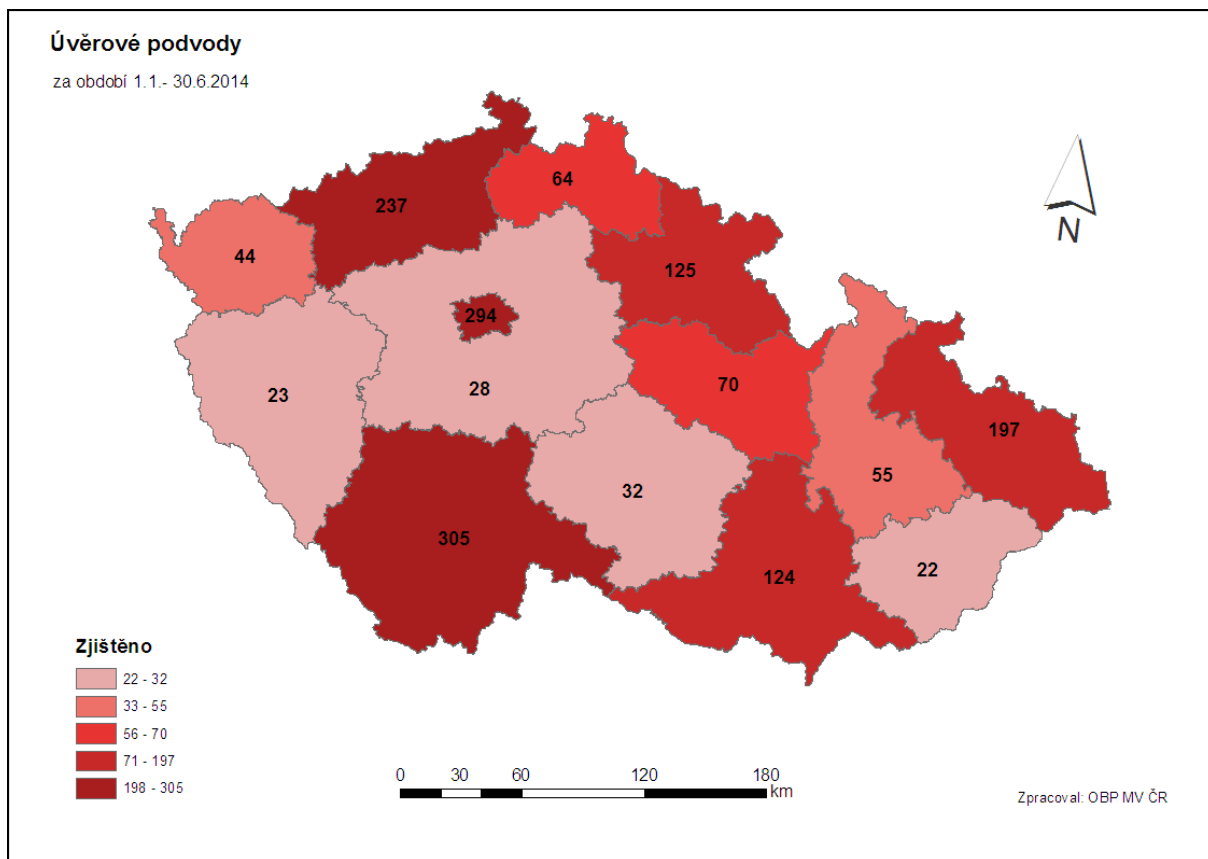 Úvěrové podvody
za období 1.1.- 30.6.2014
64
237
44
125
294
23
28
70
197
55
32
305
124
22
N
Zjištěno
22 - 32
33 - 55
56 - 70
71 - 197
198 - 305
0 30 60 120 180
km
Zpracoval: OBP MV ČR